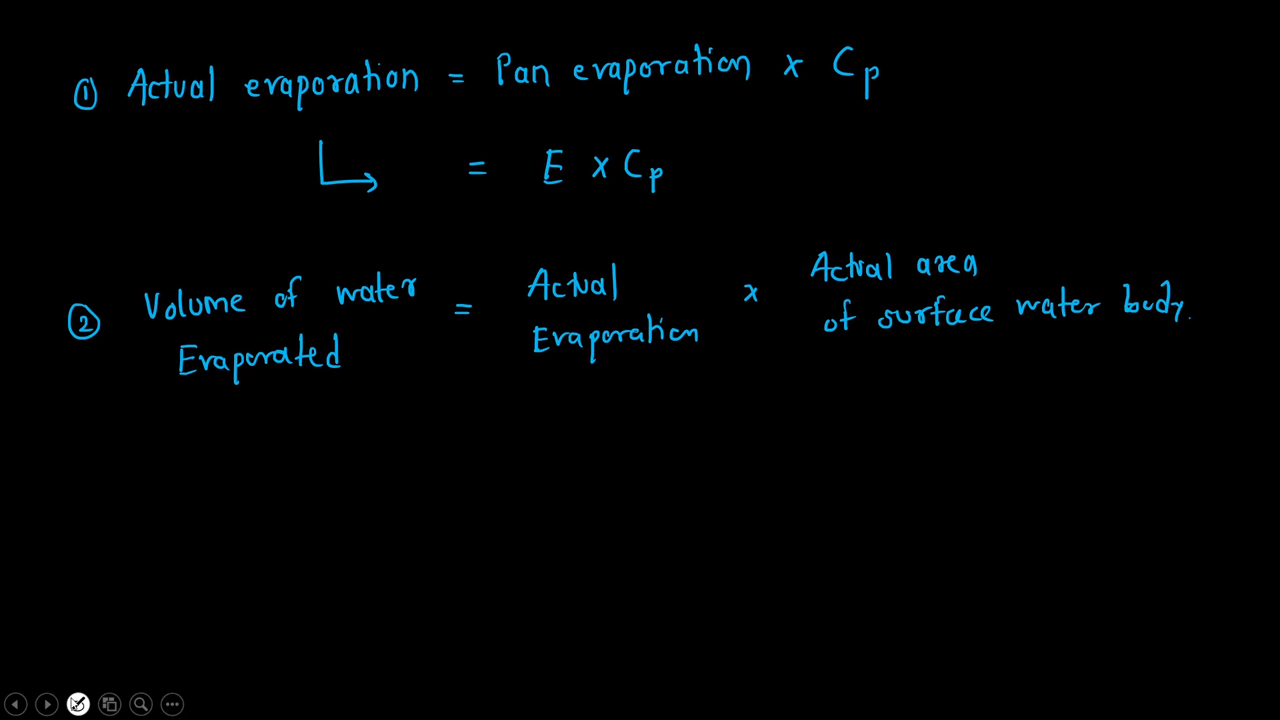 ① Actual evaporation = Pan evaporation × Cp
= E × Cp
② Volume of water Evaporated = Actual Evaporation × Actual area of surface water body.